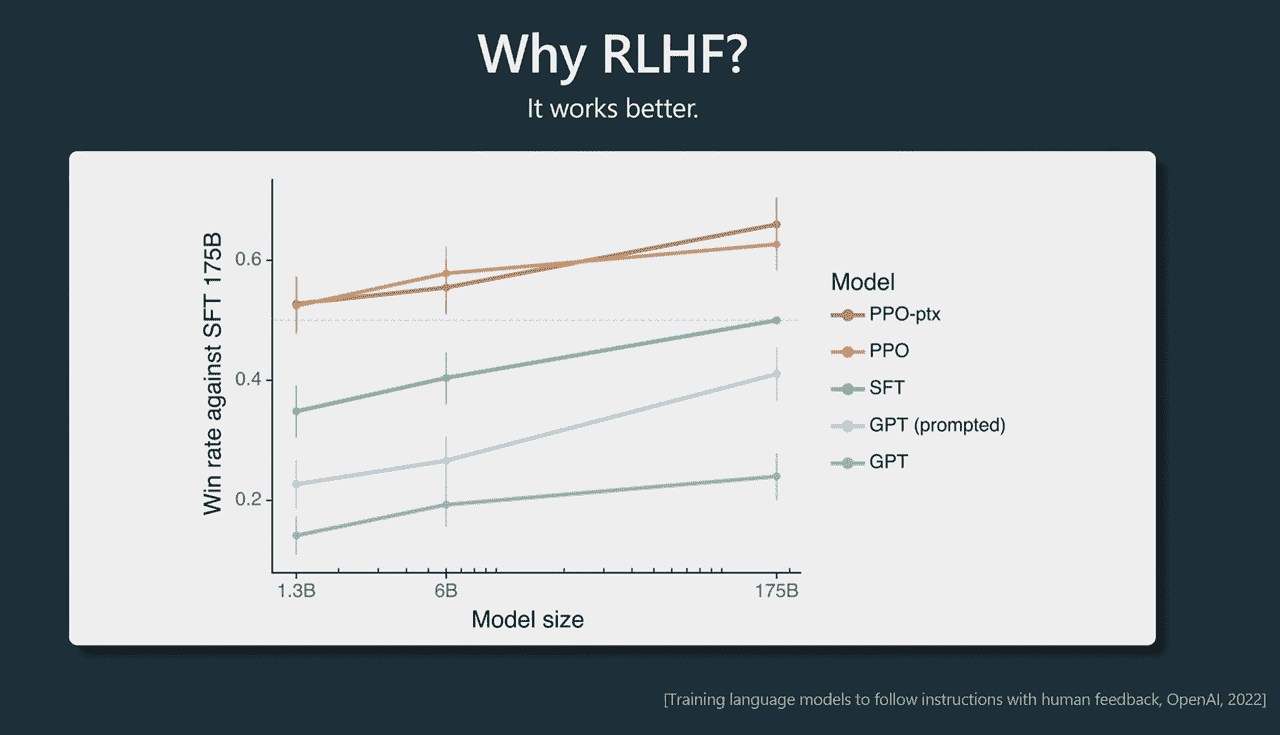 Why RLHF?
It works better.
Win rate against SFT 175B
0.6
0.4
0.2
1.3B
6B
175B
Model size
Model
PPO-ptx
PPO
SFT
GPT (prompted)
GPT
[Training language models to follow instructions with human feedback, OpenAI, 2022]